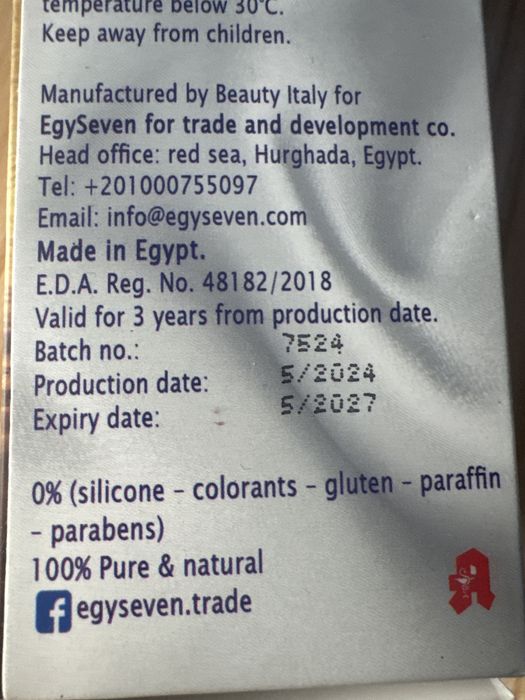 temperature below 30°C.
Keep away from children.
Manufactured by Beauty Italy for
EgySeven for trade and development co.
Head office: red sea, Hurghada, Egypt.
Tel: +201000755097
Email: info@egyseven.com
Made in Egypt.
E.D.A. Reg. No. 48182/2018
Valid for 3 years from production date.
Batch no.: 7524
Production date: 5/2024
Expiry date: 5/2027
0% (silicone - colorants - gluten - paraffin
- parabens)
100% Pure & natural
f egyseven.trade